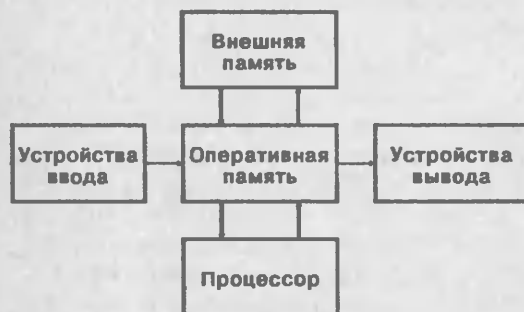 Внешняя
память
Устройства
ввода
Оперативная
память
Устройства
вывода
Процессор